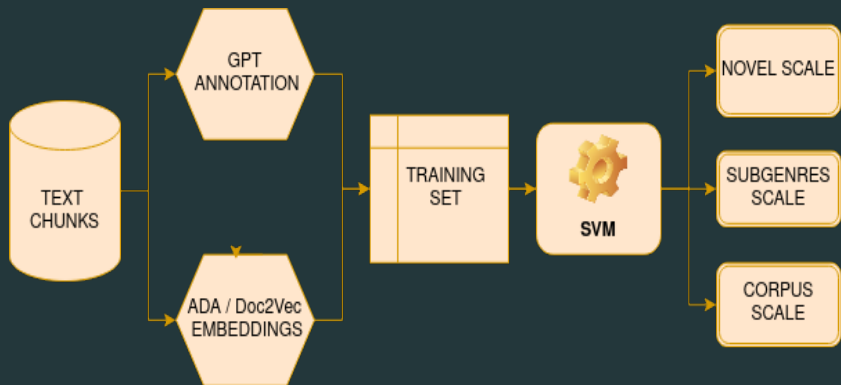 TEXT
CHUNKS
GPT
ANNOTATION
ADA / Doc2Vec
EMBEDDINGS
TRAINING
SET
SVM
NOVEL SCALE
SUBGENRES
SCALE
CORPUS
SCALE